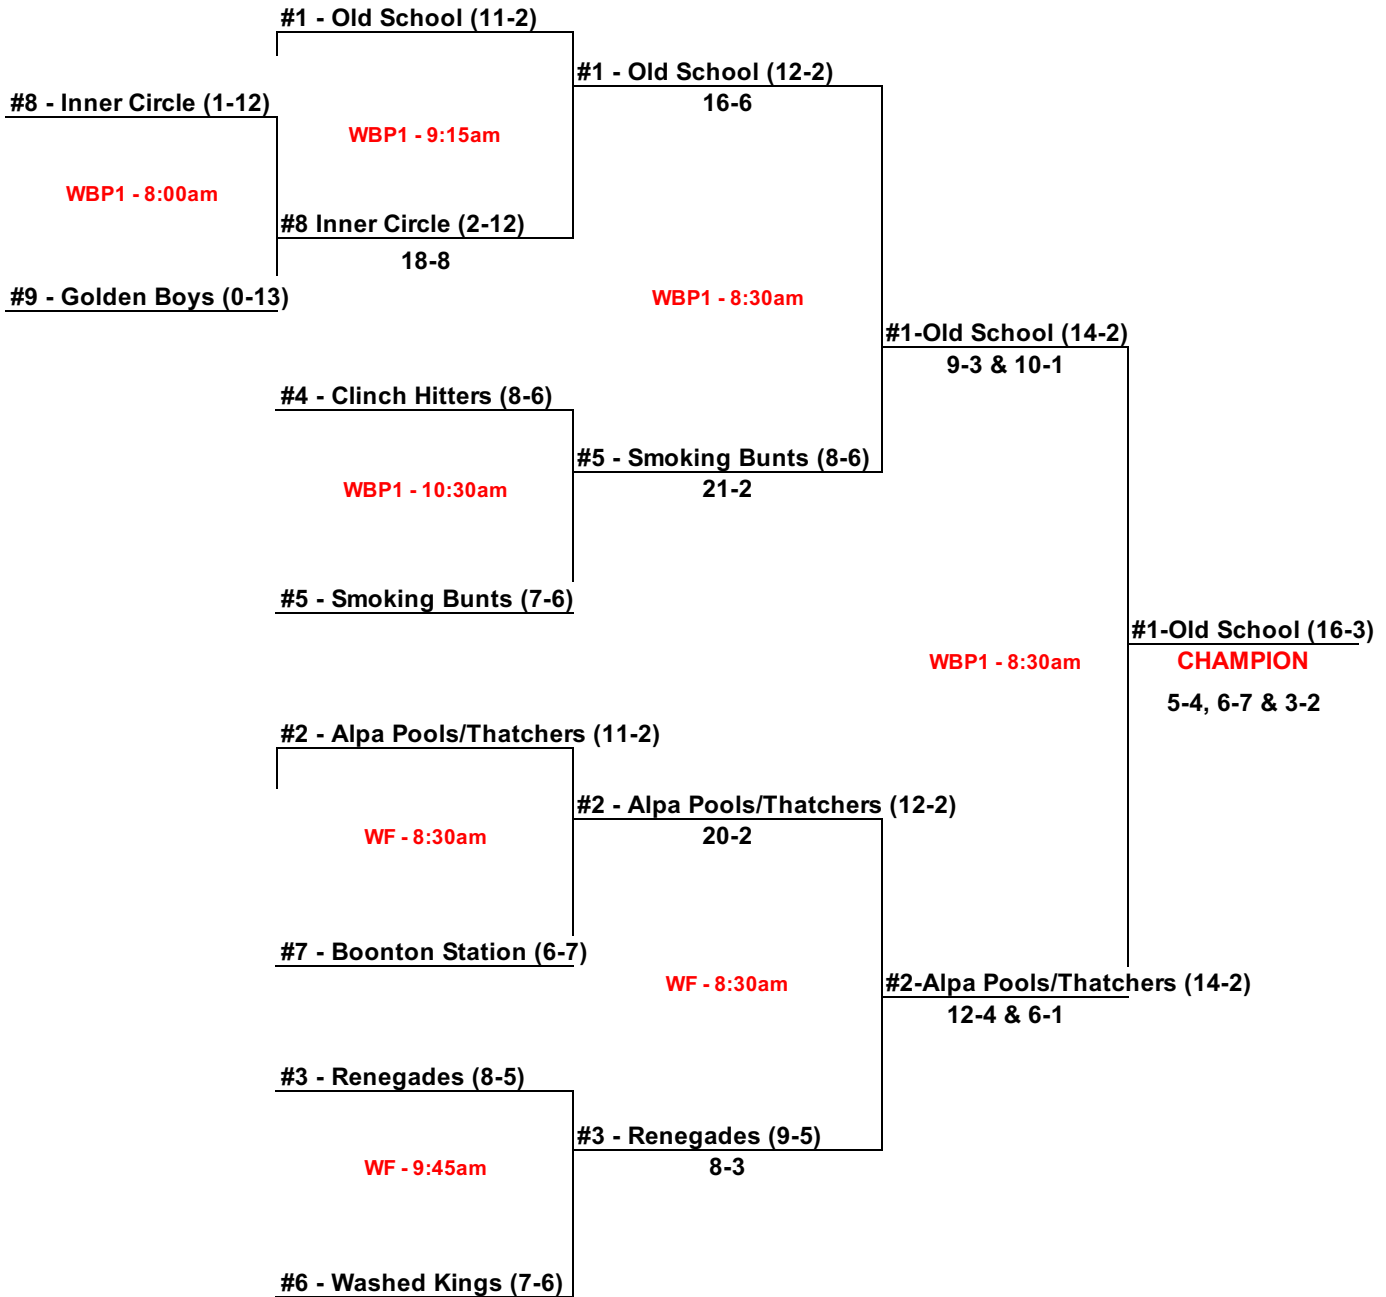 #1 - Old School (11-2)
#1 - Old School (12-2)
16-6
#8 - Inner Circle (1-12)
WBP1 - 9:15am
WBP1 - 8:00am
#8 Inner Circle (2-12)
18-8
#9 - Golden Boys (0-13)
WBP1 - 8:30am
#1-Old School (14-2)
9-3 & 10-1
#4 - Clinch Hitters (8-6)
#5 - Smoking Bunts (8-6)
21-2
WBP1 - 10:30am
#5 - Smoking Bunts (7-6)
#1-Old School (16-3)
CHAMPION
5-4, 6-7 & 3-2
WBP1 - 8:30am
#2 - Alpa Pools/Thatchers (11-2)
#2 - Alpa Pools/Thatchers (12-2)
20-2
WF - 8:30am
#7 - Boonton Station (6-7)
WF - 8:30am
#2-Alpa Pools/Thatchers (14-2)
12-4 & 6-1
#3 - Renegades (8-5)
#3 - Renegades (9-5)
8-3
WF - 9:45am
#6 - Washed Kings (7-6)